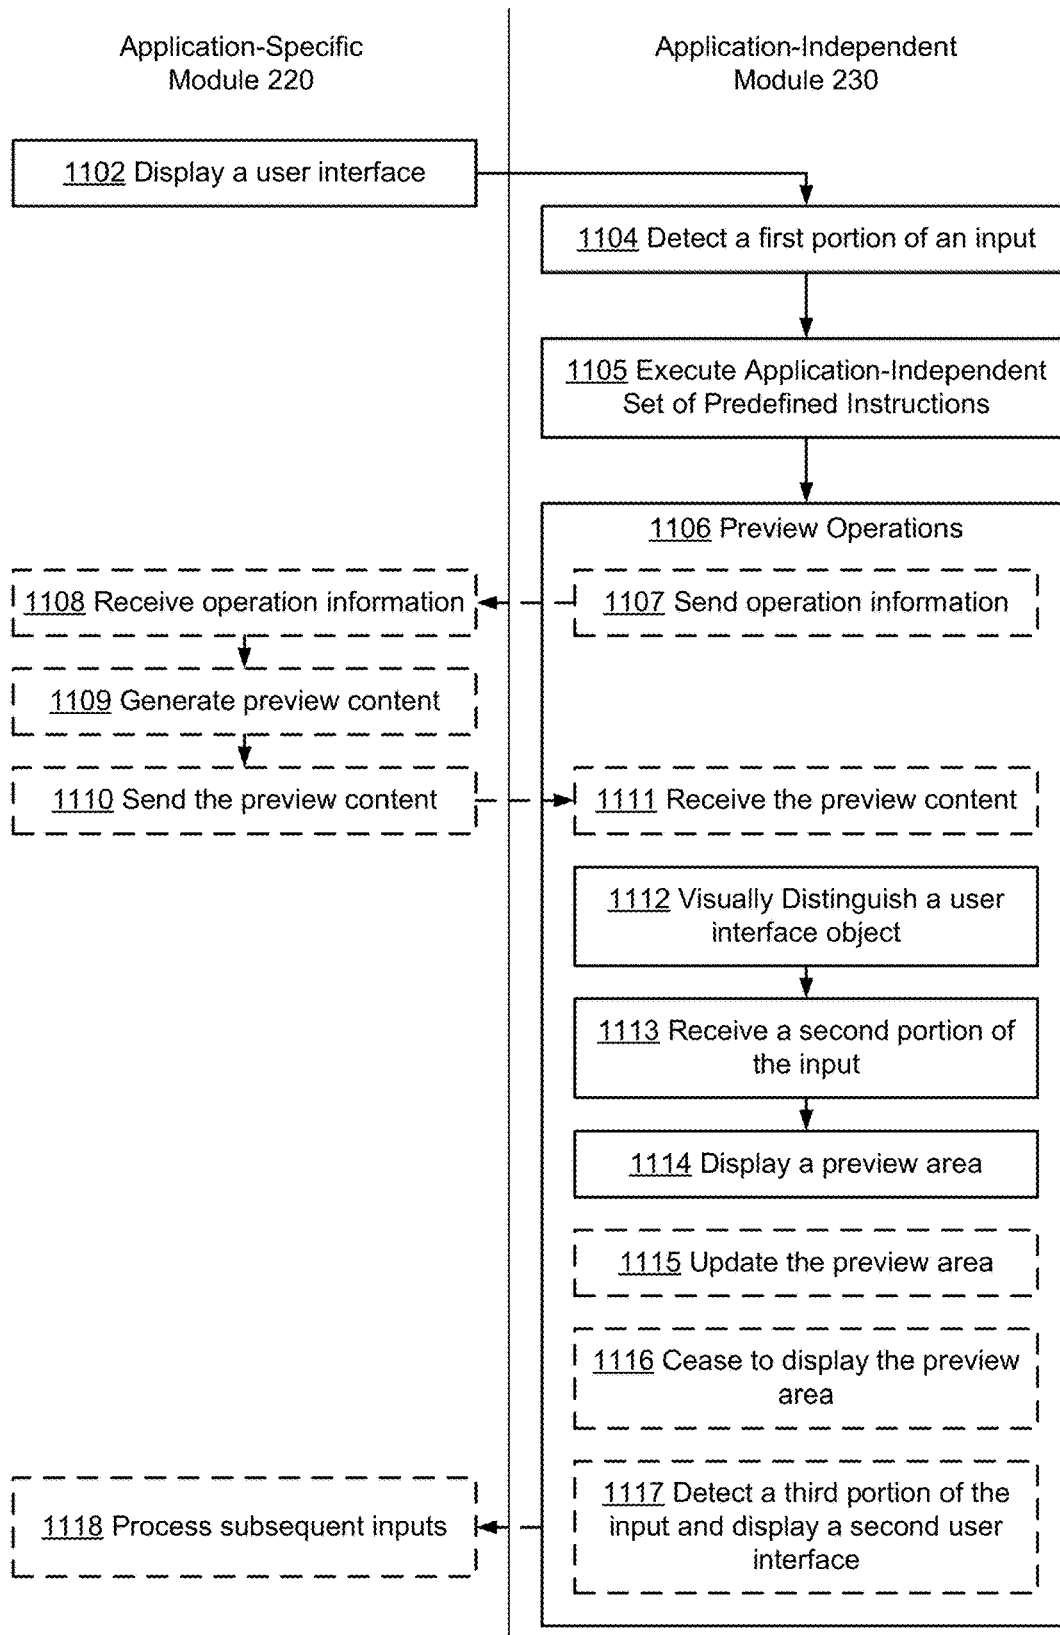 Application-Specific
Module 220
Application-Independent
Module 230
1102 Display a user interface
1104 Detect a first portion of an input
1105 Execute Application-Independent
Set of Predefined Instructions
1106 Preview Operations
1108 Receive operation information
1107 Send operation information
1109 Generate preview content
1110 Send the preview content
1111 Receive the preview content
1112 Visually Distinguish a user
interface object
1113 Receive a second portion of
the input
1114 Display a preview area
1115 Update the preview area
1116 Cease to display the preview
area
1117 Detect a third portion of the
input and display a second user
interface
1118 Process subsequent inputs